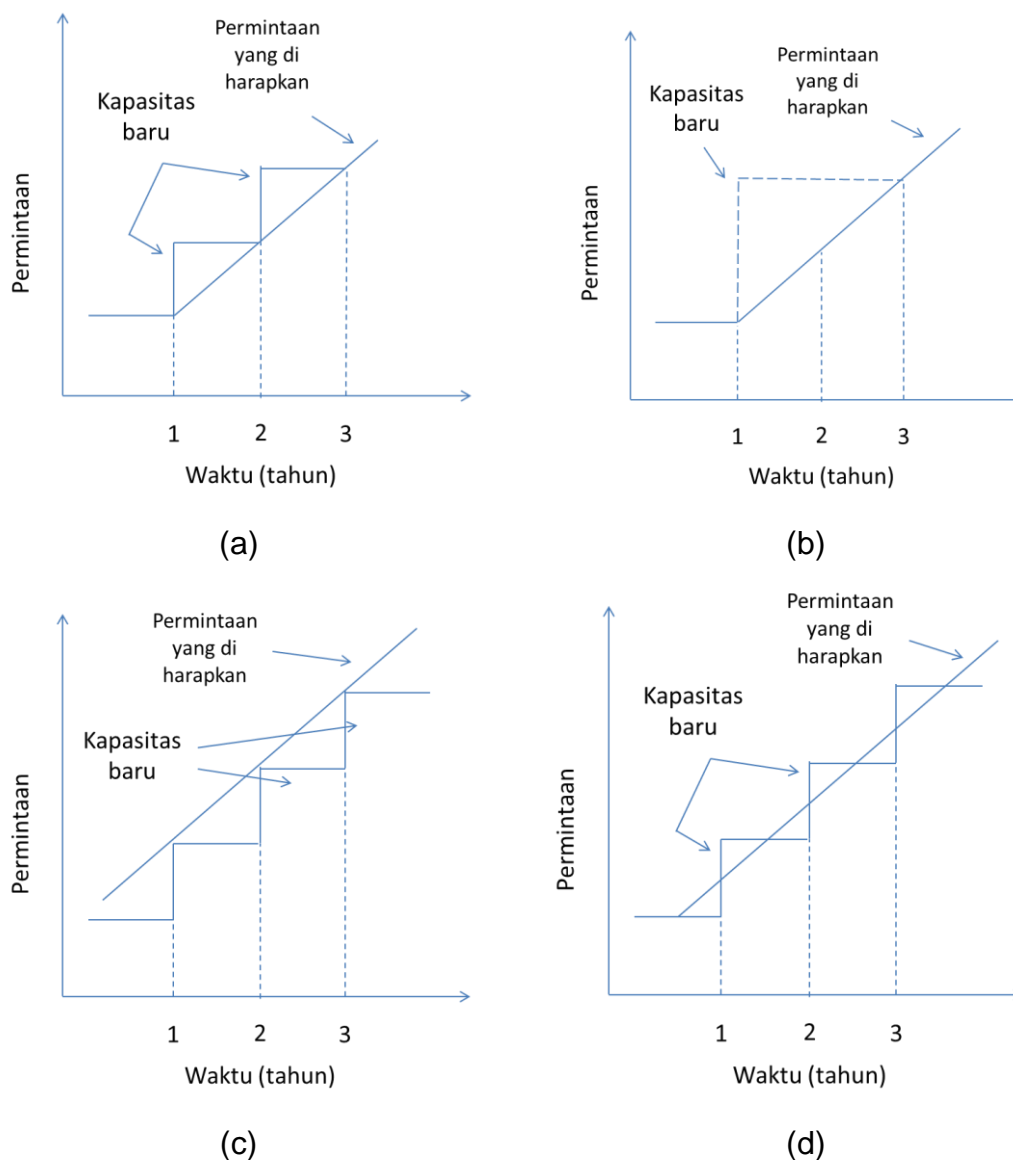 Permintaan
yang di
harapkan
Kapasitas
baru
Permintaan
1 2 3
Waktu (tahun)
(a)
Permintaan
yang di
harapkan
Kapasitas
baru
Permintaan
1 2 3
Waktu (tahun)
(b)
Permintaan
yang di
harapkan
Kapasitas
baru
Permintaan
1 2 3
Waktu (tahun)
(c)
Permintaan
yang di
harapkan
Kapasitas
baru
Permintaan
1 2 3
Waktu (tahun)
(d)